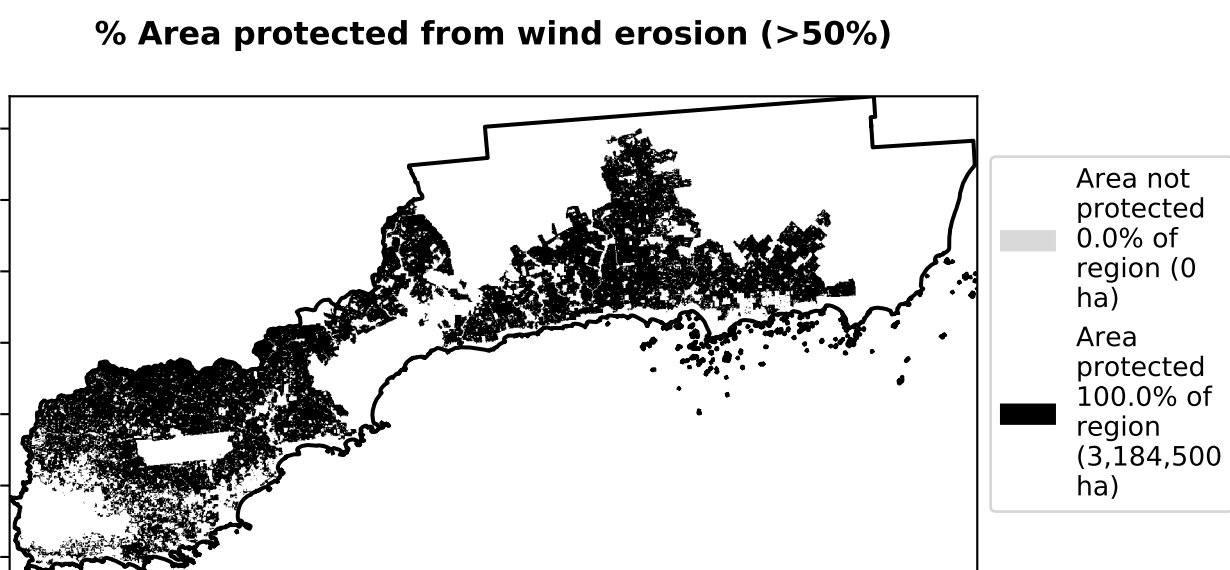 % Area protected from wind erosion (>50%)
Area not
protected
0.0% of
region (0
ha)
Area
protected
100.0% of
region
(3,184,500
ha)